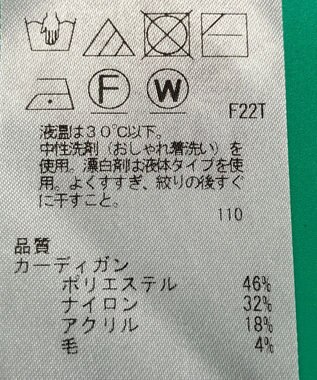 F
W
F22T
液温は30℃以下。
中性洗剤(おしゃれ着洗い)を
使用。漂白剤は液体タイプを使
用。よくすすぎ、絞りの後すぐ
に干すこと。
110
品質
カーディガン
ポリエステル 46%
ナイロン 32%
アクリル 18%
毛 4%